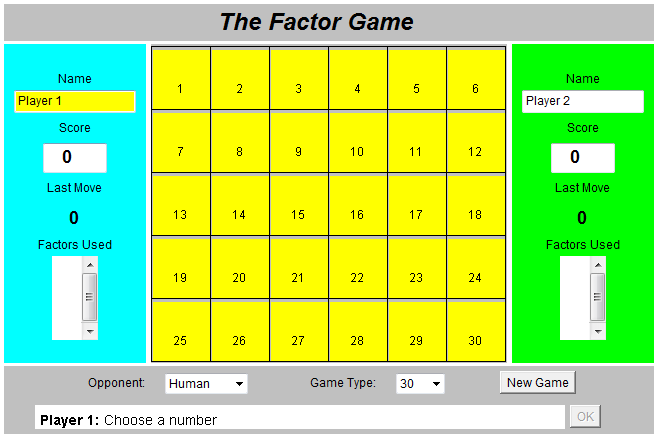 The Factor Game
Name
Player 1
Score
0
Last Move
0
Factors Used
1 2 3 4 5 6
7 8 9 10 11 12
13 14 15 16 17 18
19 20 21 22 23 24
25 26 27 28 29 30
Name
Player 2
Score
0
Last Move
0
Factors Used
Opponent: Human Game Type: 30 New Game
Player 1: Choose a number OK